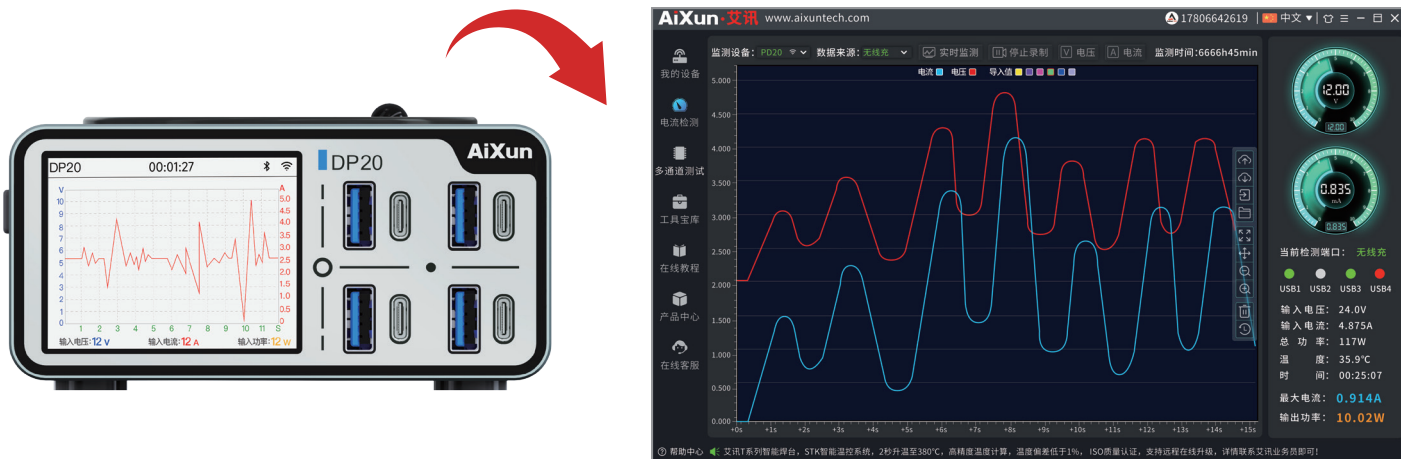 AiXun
DP20
DP20 00:01:27
V A
10 5.0
9 4.5
8 4.0
7 3.5
6 3.0
5 2.5
4 2.0
3 1.5
2 1.0
1 0.5
0 0
1 2 3 4 5 6 7 8 9 10 11 S
输入电压:12 V 输入电流:12 A 输入功率:12 W
AiXun·艾讯 www.aixuntech.com 17806642619 中文
监测设备: PD20 数据来源: 无线充 实时监测 停止录制 V 电压 A 电流 监测时间:6666h45min
电流 电压 导入值
我的设备
电流检测
多通道测试
工具宝库
在线教程
产品中心
在线客服
5.000
4.500
4.000
3.500
3.000
2.500
2.000
1.500
1.000
0.500
0.000
+0s +1s +2s +3s +4s +5s +6s +7s +8s +9s +10s +11s +12s +13s +14s +15s
12.00
V
12.00
0.835
mA
0.835
当前检测端口: 无线充
USB1 USB2 USB3 USB4
输入电压: 24.0V
输入电流: 4.875A
总功率: 117W
温度: 35.9℃
时间: 00:25:07
最大电流: 0.914A
输出功率: 10.02W
帮助中心 艾讯T系列智能焊台，STK智能温控系统，2秒升温至380℃，高精度温度计算，温度偏差低于1%， ISO质量认证，支持远程在线升级，详情联系艾讯业务员即可!